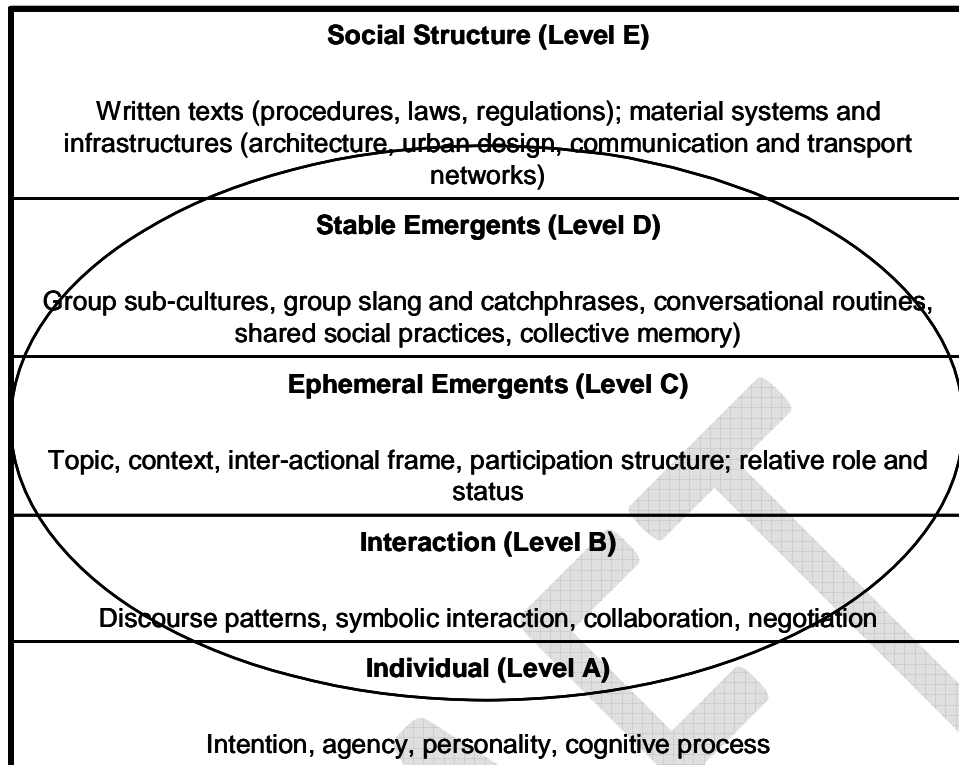 Social Structure (Level E)
Written texts (procedures, laws, regulations); material systems and
infrastructures (architecture, urban design, communication and transport
networks)
Stable Emergents (Level D)
Group sub-cultures, group slang and catchphrases, conversational routines,
shared social practices, collective memory)
Ephemeral Emergents (Level C)
Topic, context, inter-actional frame, participation structure; relative role and
status
Interaction (Level B)
Discourse patterns, symbolic interaction, collaboration, negotiation
Individual (Level A)
Intention, agency, personality, cognitive process